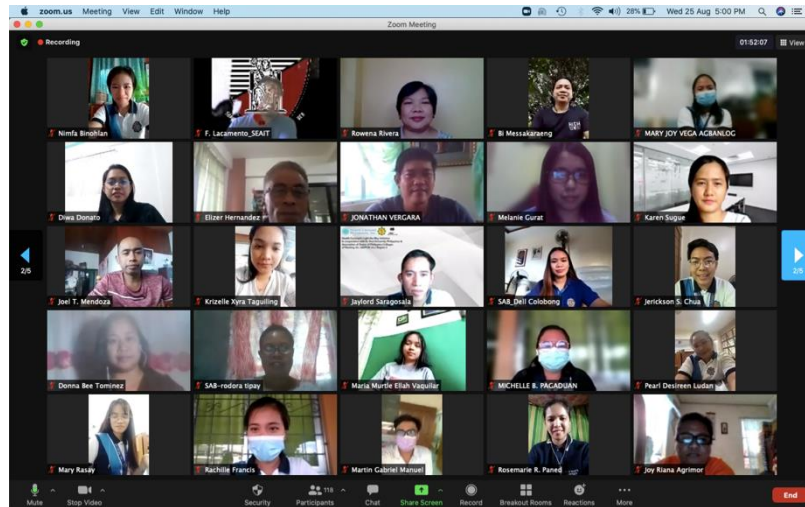 zoom.us Meeting View Edit Window Help 28% Wed 25 Aug 5:00 PM
Zoom Meeting
Recording 01:52:07 View
Nimfa Binohlan F. Lacamento_SEAIT Rowena Rivera Bi Messakaraeng MARY JOY VEGA AGBANLOG
Diwa Donato Elizer Hernandez JONATHAN VERGARA Melanie Gurat Karen Sugue
2/5 2/5
Joel T. Mendoza Krizelle Xyra Taguiling Jaylord Saragosala SAB_Dell Colobong Jerickson S. Chua
Donna Bee Tominez SAB-rodora tipay Maria Murtle Ellah Vaquilar MICHELLE B. PAGADUAN Pearl Desireen Ludan
Mary Rasay Rachille Francis Martin Gabriel Manuel Rosemarie R. Paned Joy Riana Agrimor
118
Mute Stop Video Security Participants Chat Share Screen Record Breakout Rooms Reactions More End